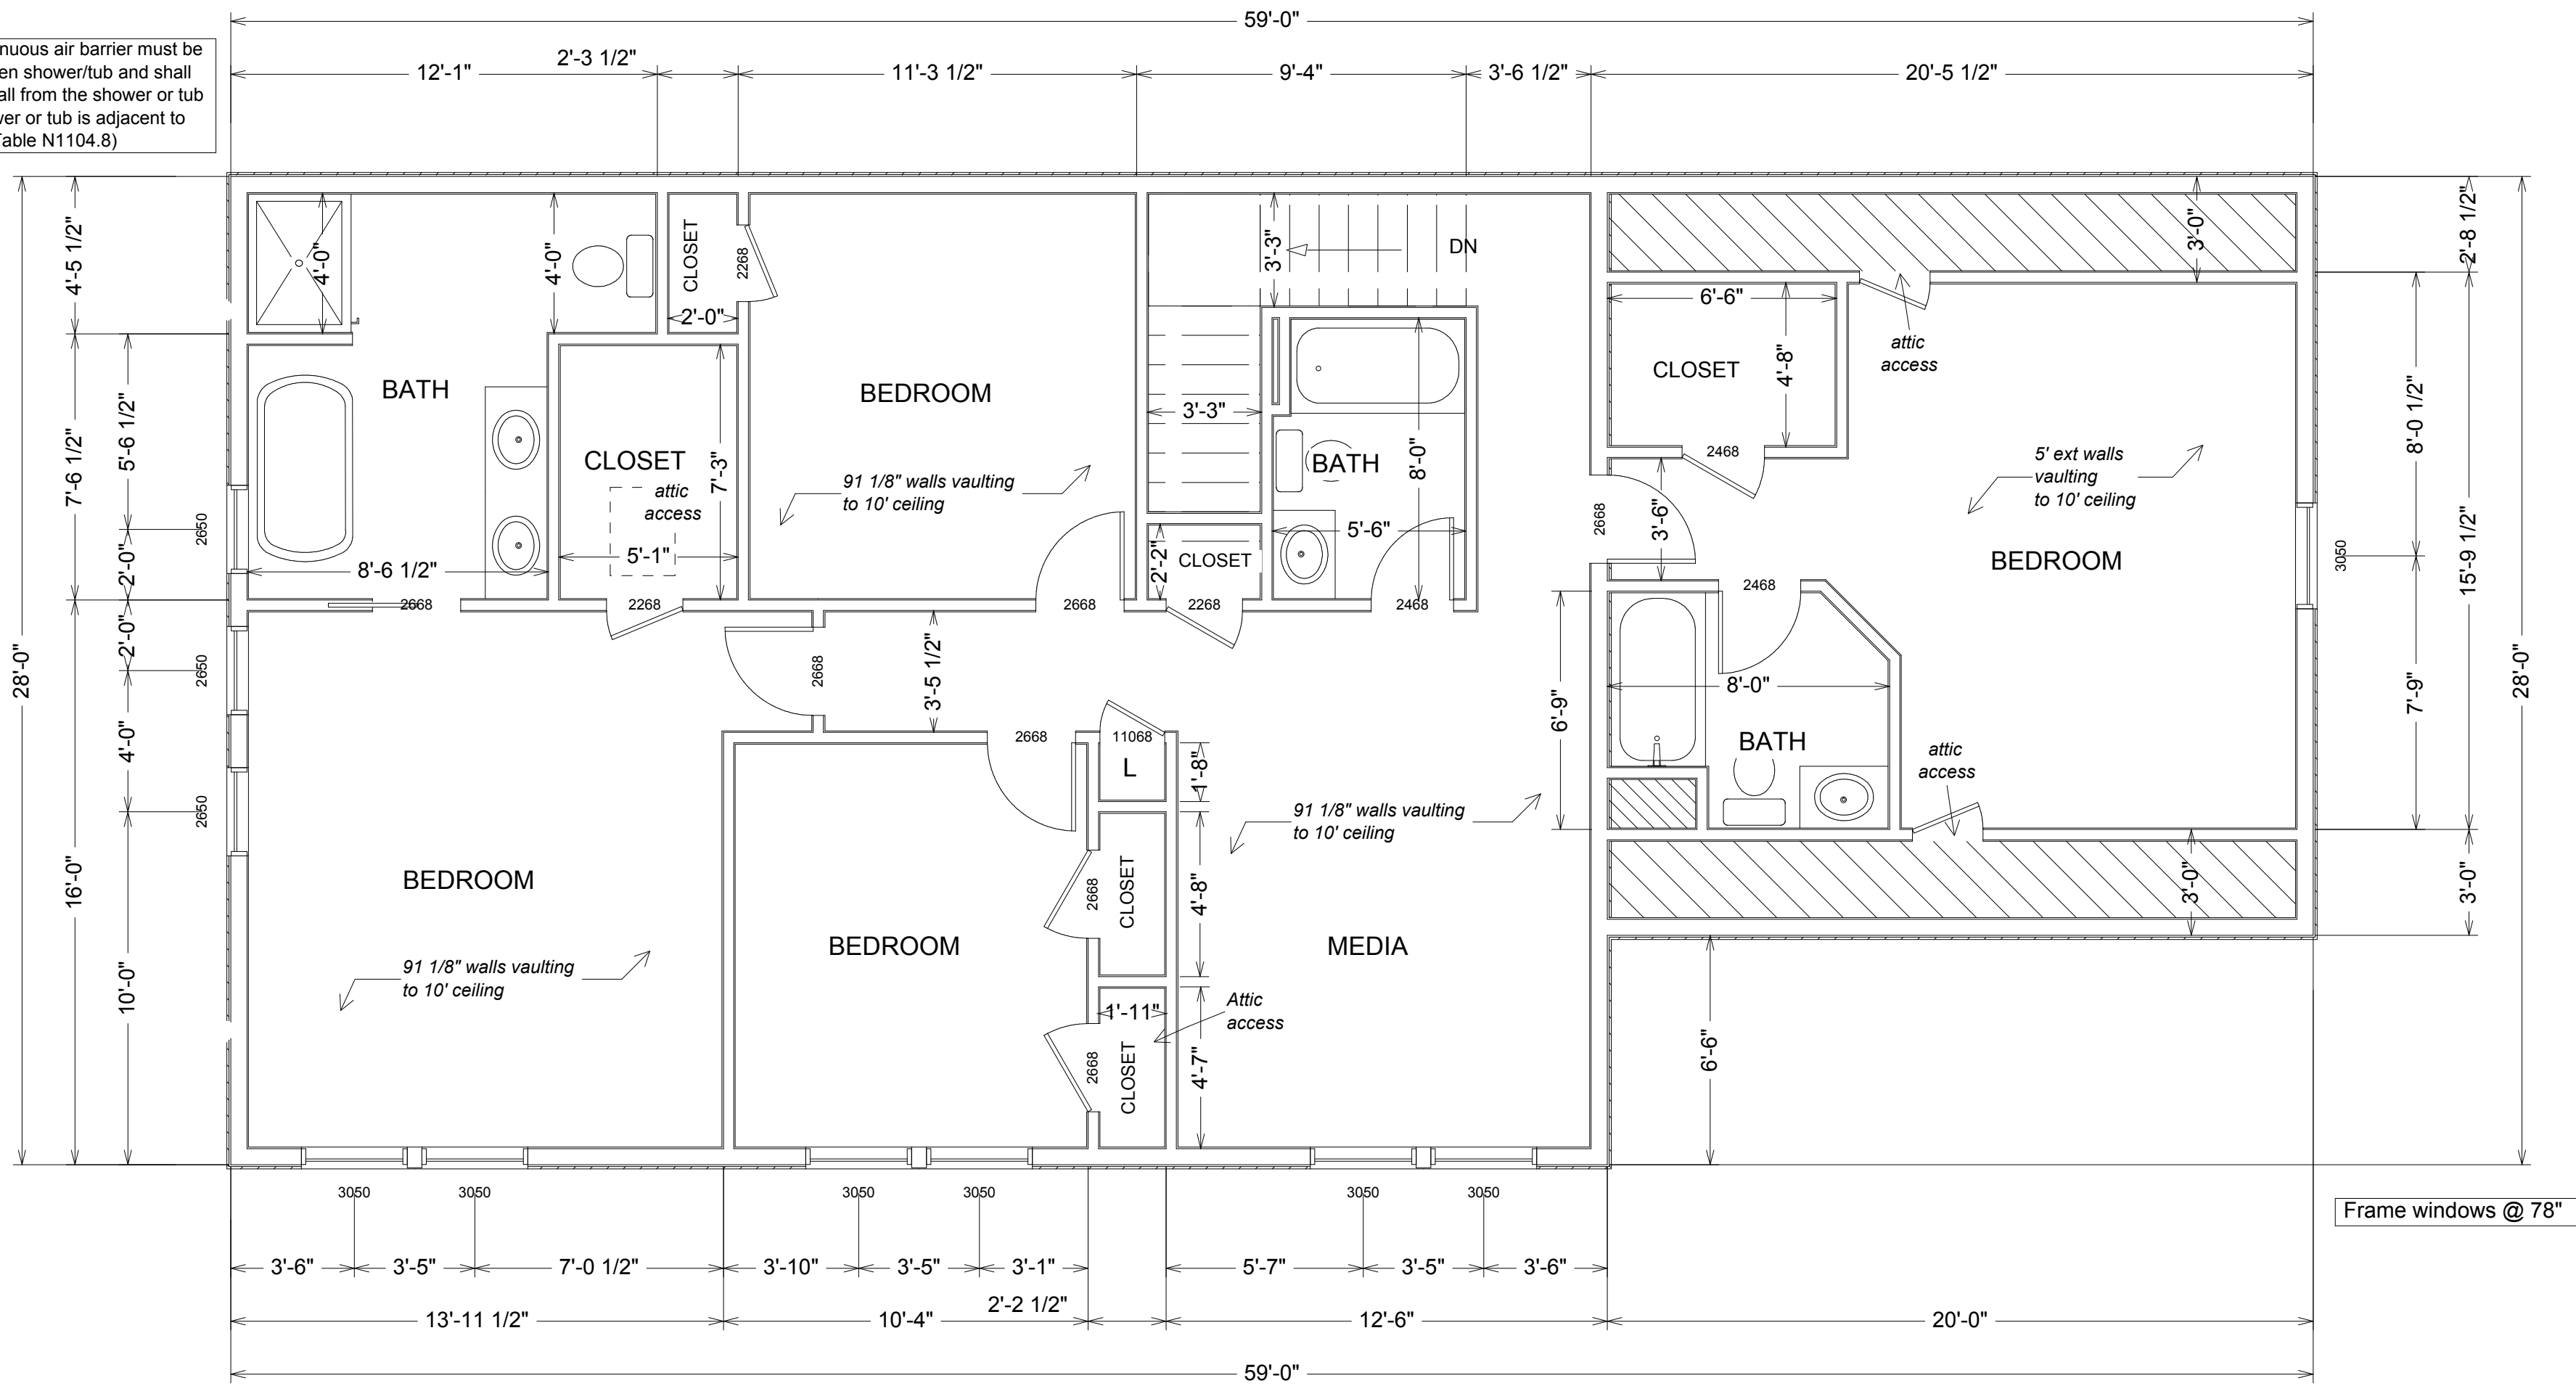 59'-0"
12'-1"
2'-3 1/2"
11'-3 1/2"
9'-4"
3'-6 1/2"
20'-5 1/2"
nuous air barrier must be
en shower/tub and shall
all from the shower or tub
wer or tub is adjacent to
Table N1104.8)
28'-0"
4'-5 1/2"
7'-6 1/2"
16'-0"
5'-6 1/2"
2'-0"
2'-0"
4'-0"
10'-0"
2650
2650
2650
4'-0"
4'-0"
BATH
8'-6 1/2"
2668
CLOSET
2'-0"
2268
CLOSET
attic
access
7'-3"
5'-1"
2268
BEDROOM
91 1/8" walls vaulting
to 10' ceiling
2668
3'-3"
DN
3'-3"
2'-2"
CLOSET
2268
BATH
8'-0"
5'-6"
2468
3'-0"
6'-6"
CLOSET
4'-8"
2468
attic
access
5' ext walls
vaulting
to 10' ceiling
BEDROOM
2668
3'-6"
2468
8'-0"
BATH
6'-9"
attic
access
3'-0"
2668
3'-5 1/2"
2668
11068
L
1'-8"
BEDROOM
91 1/8" walls vaulting
to 10' ceiling
BEDROOM
2668
CLOSET
4'-8"
1'-11"
2668
CLOSET
4'-7"
Attic
access
91 1/8" walls vaulting
to 10' ceiling
MEDIA
6'-6"
3050
8'-0 1/2"
7'-9"
2'-8 1/2"
15'-9 1/2"
3'-0"
28'-0"
Frame windows @ 78"
3050
3050
3050
3050
3050
3050
3'-6"
3'-5"
7'-0 1/2"
3'-10"
3'-5"
3'-1"
5'-7"
3'-5"
3'-6"
13'-11 1/2"
10'-4"
2'-2 1/2"
12'-6"
20'-0"
59'-0"